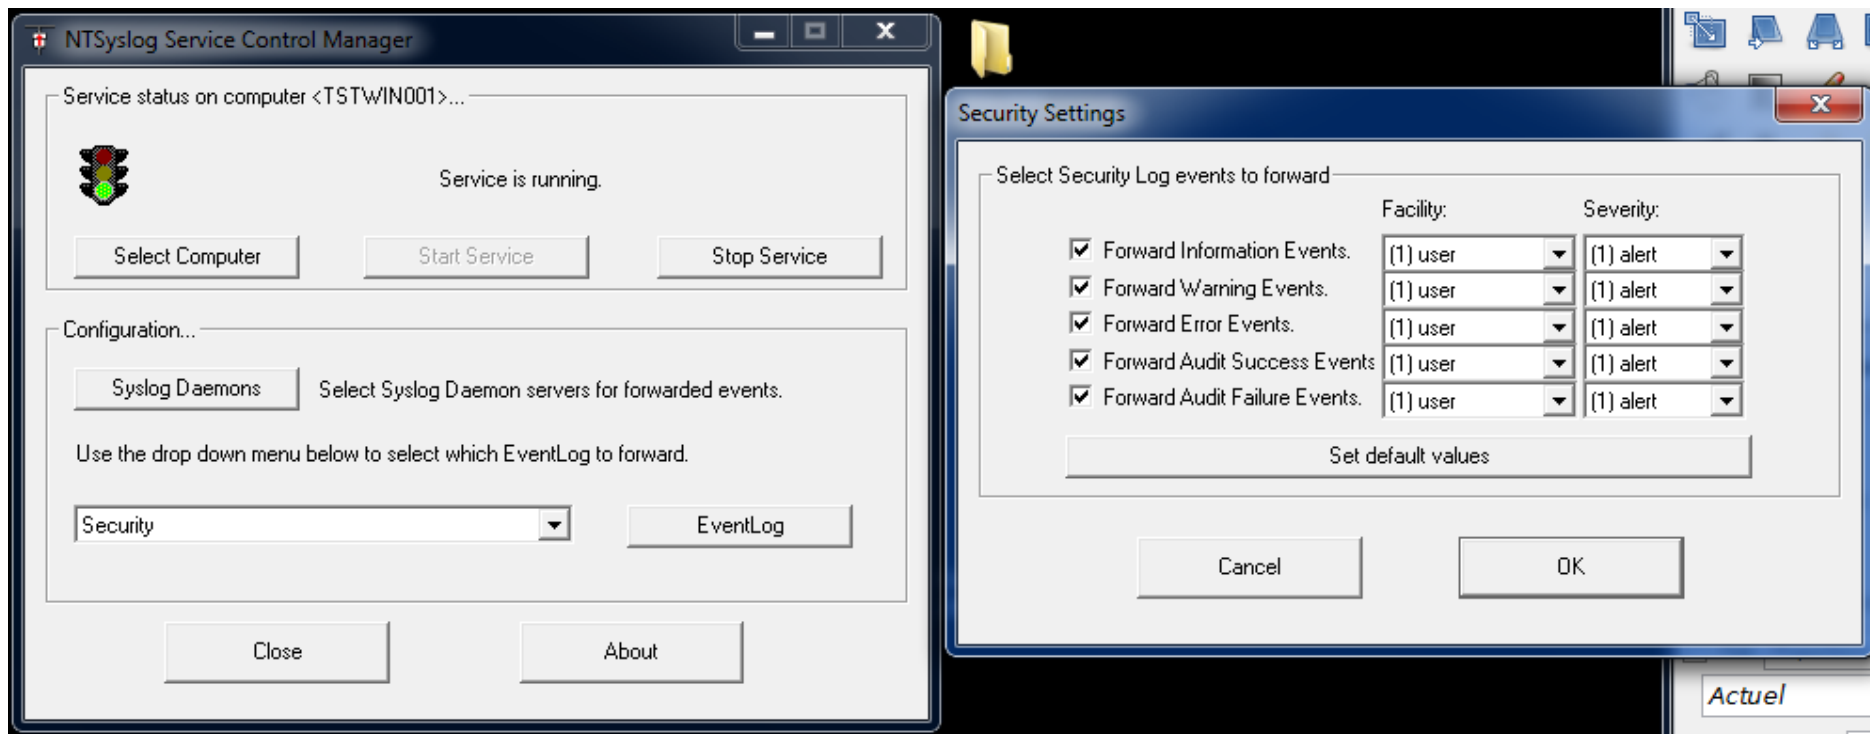 NTSyslog Service Control Manager
Service status on computer <TSTWIN001>...
Service is running.
Select Computer
Start Service
Stop Service
Configuration...
Syslog Daemons
Select Syslog Daemon servers for forwarded events.
Use the drop down menu below to select which EventLog to forward.
Security
EventLog
Close
About
Security Settings
Select Security Log events to forward
Facility: Severity:
Forward Information Events. (1) user (1) alert
Forward Warning Events. (1) user (1) alert
Forward Error Events. (1) user (1) alert
Forward Audit Success Events (1) user (1) alert
Forward Audit Failure Events. (1) user (1) alert
Set default values
Cancel
OK
Actuel